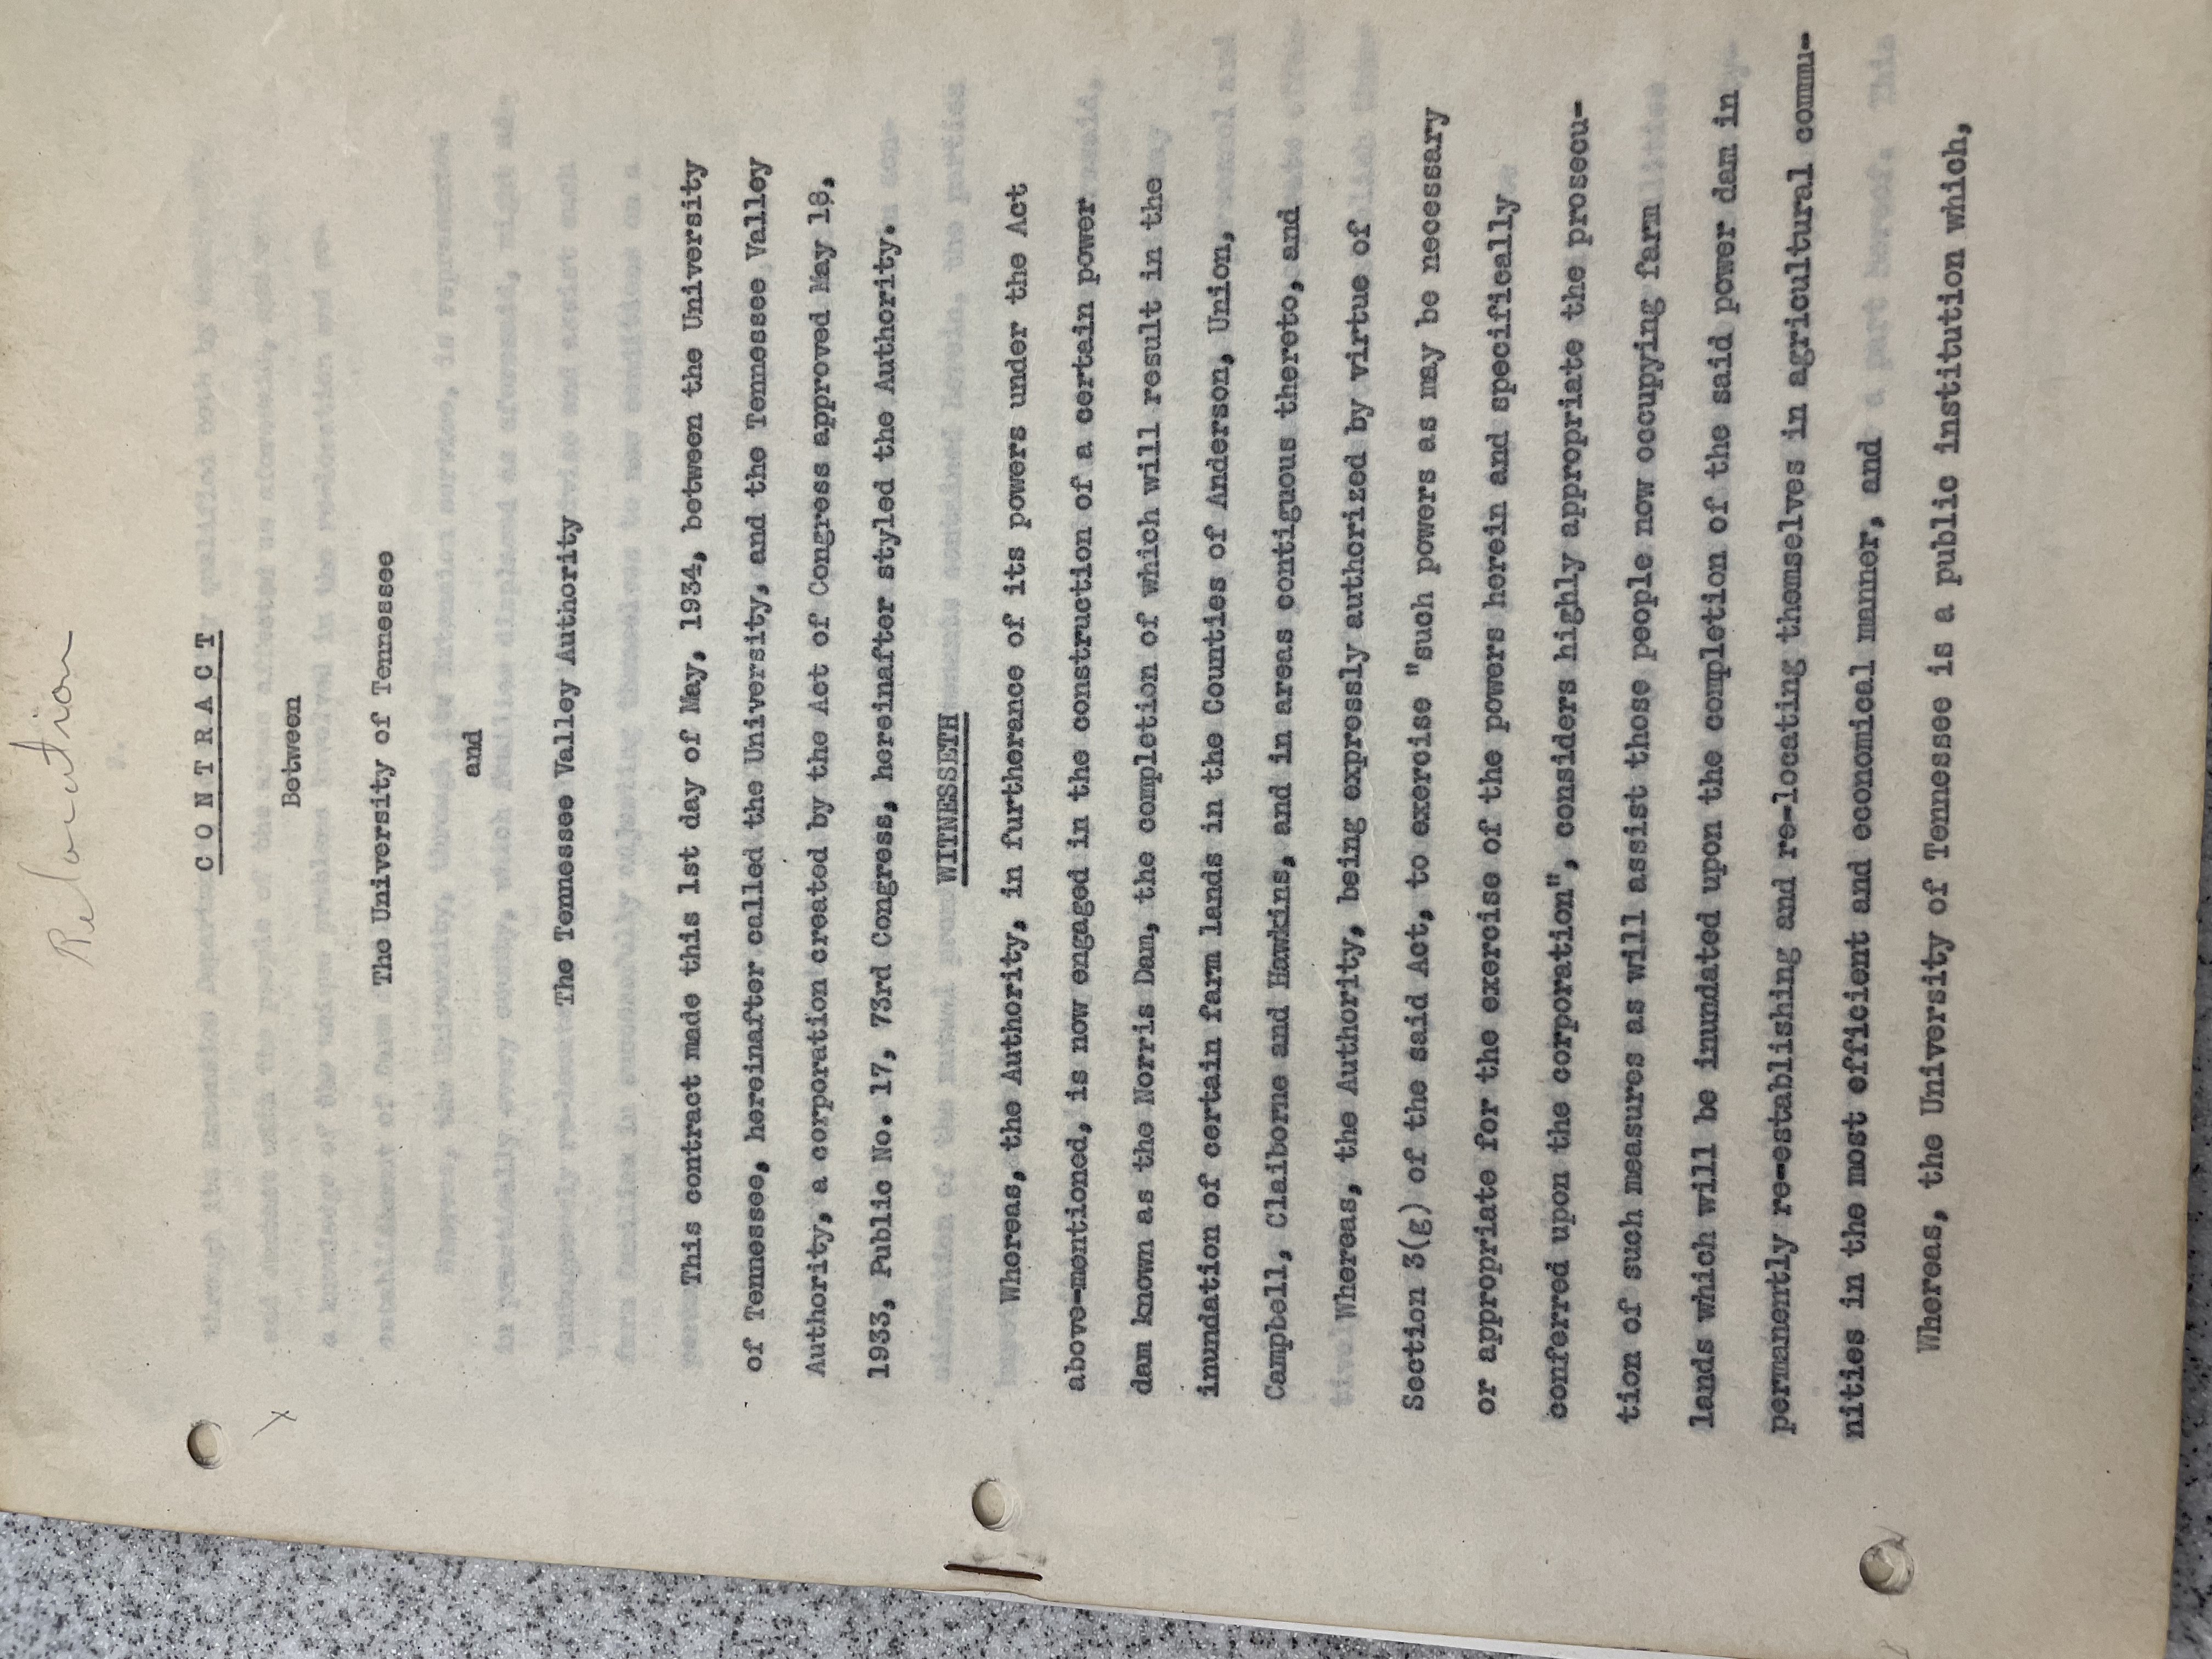 Relocation
C O N T R A C T
Between
The University of Tennessee
and
The Tennessee Valley Authority
This contract made this 1st day of May, 1934, between the University
of Tennessee, hereinafter called the University, and the Tennessee Valley
Authority, a corporation created by the Act of Congress approved May 18,
1933, Public No. 17, 73rd Congress, hereinafter styled the Authority.
WITNESSETH
Whereas, the Authority, in furtherance of its powers under the Act
above-mentioned, is now engaged in the construction of a certain power
dam known as the Norris Dam, the completion of which will result in the
inundation of certain farm lands in the Counties of Anderson, Union,
Campbell, Claiborne and Hawkins, and in areas contiguous thereto, and
Whereas, the Authority, being expressly authorized by virtue of
Section 3(g) of the said Act, to exercise "such powers as may be necessary
or appropriate for the exercise of the powers herein and specifically
conferred upon the corporation", considers highly appropriate the prosecu-
tion of such measures as will assist those people now occupying farm
lands which will be inundated upon the completion of the said power dam in
permanently re-establishing and re-locating themselves in agricultural commu-
nities in the most efficient and economical manner, and
Whereas, the University of Tennessee is a public institution which,